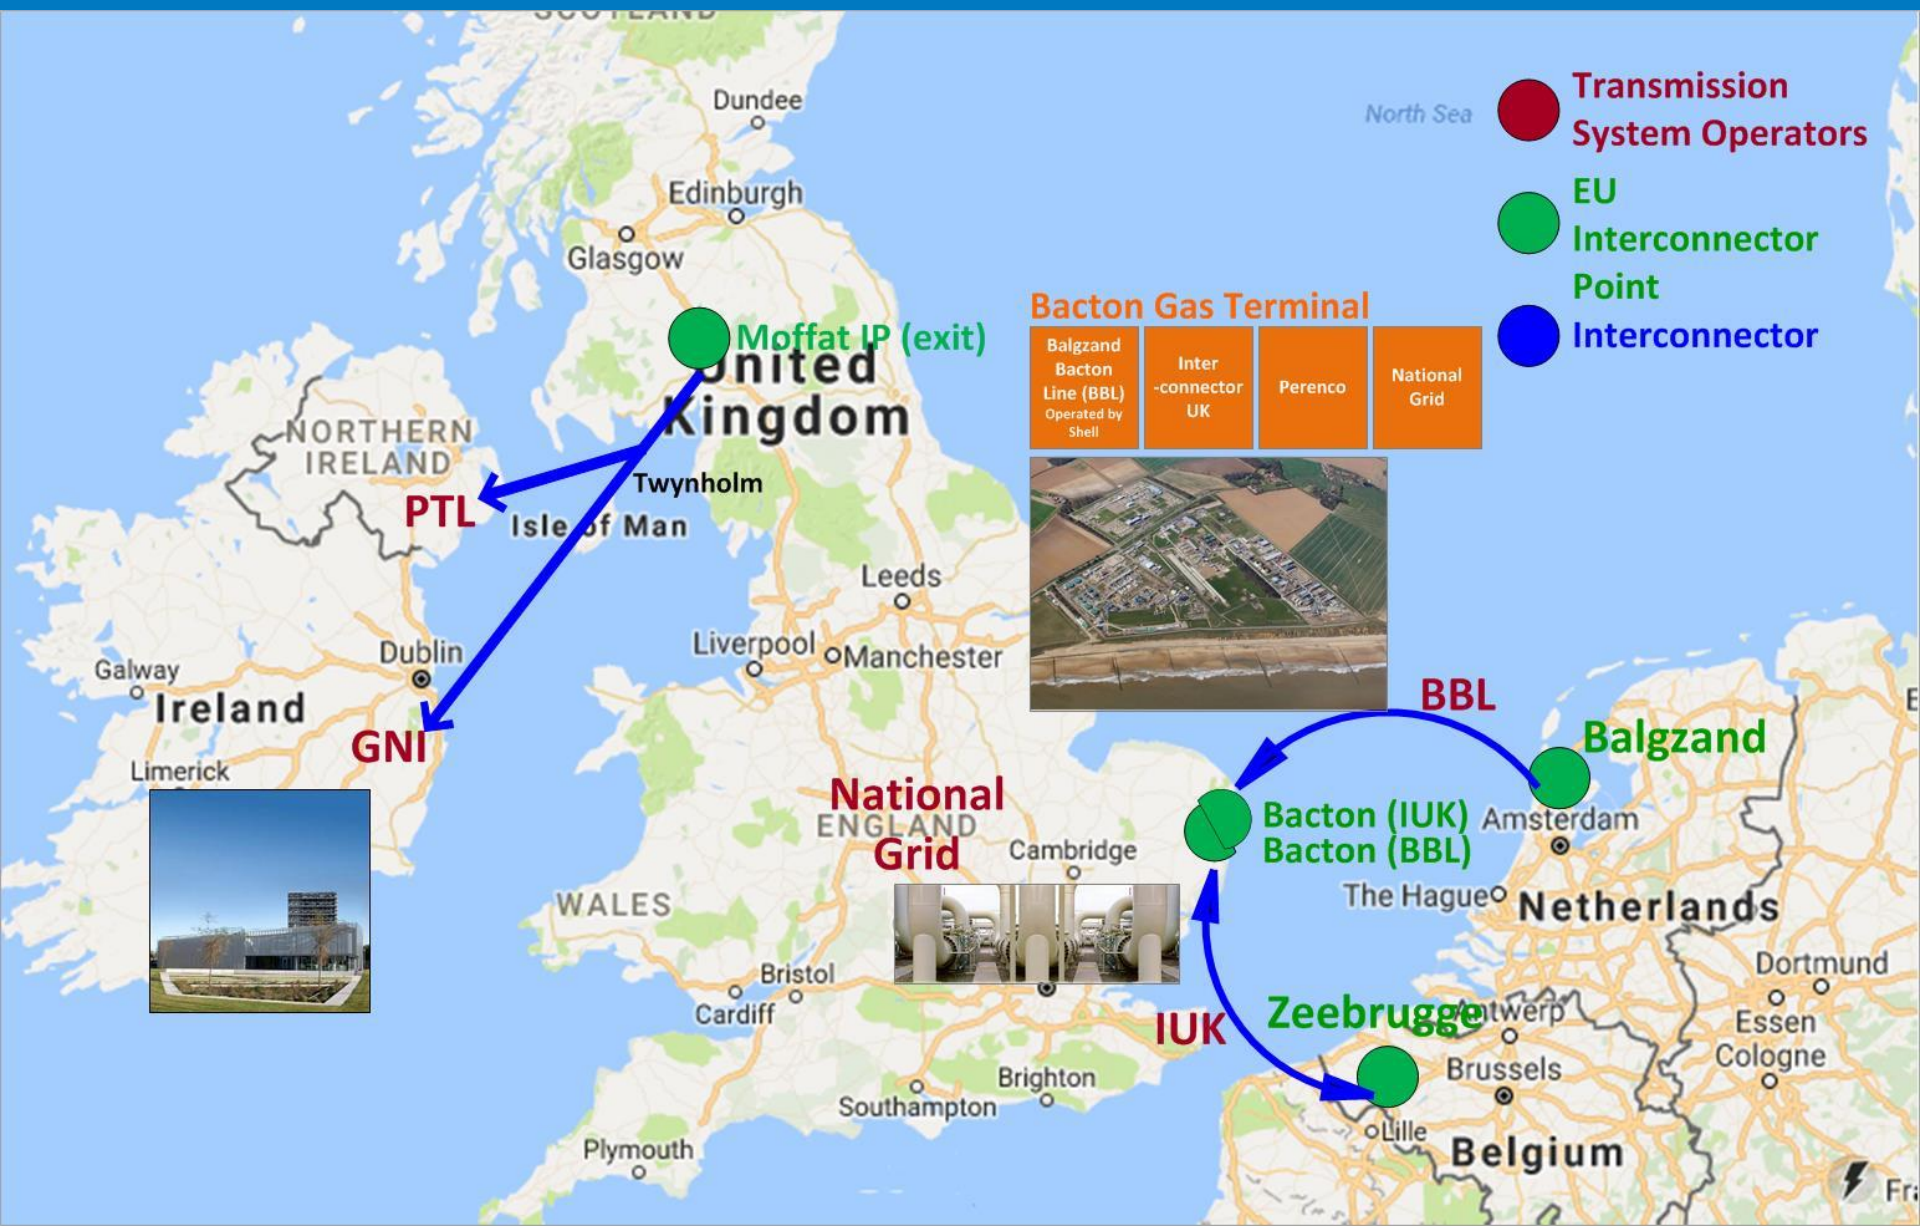 SCOTLAND
Dundee
North Sea
Transmission
System Operators
EU
Interconnector
Point
Interconnector
Edinburgh
Glasgow
Moffat IP (exit)
United
Kingdom
Bacton Gas Terminal
Balgzand
Bacton
Line (BBL)
Operated by
Shell
Inter
-connector
UK
Perenco
National
Grid
NORTHERN
IRELAND
PTL
Twynholm
Isle of Man
Leeds
Liverpool
Manchester
Dublin
Galway
Ireland
GNI
Limerick
BBL
Balgzand
National
ENGLAND
Grid
Cambridge
Bacton (IUK)
Bacton (BBL)
Amsterdam
The Hague
Netherlands
WALES
Bristol
Cardiff
IUK
Zeebrugge
Antwerp
Dortmund
Essen
Cologne
Brussels
Brighton
Southampton
Plymouth
Lille
Belgium